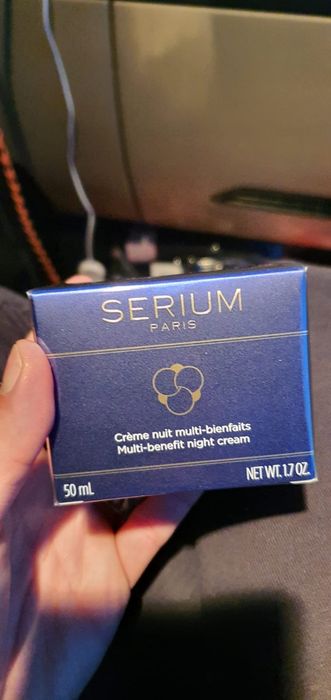 SERIUM
PARIS
Crème nuit multi-bienfaits
Multi-benefit night cream
50 mL
NET WT. 1.7 OZ.